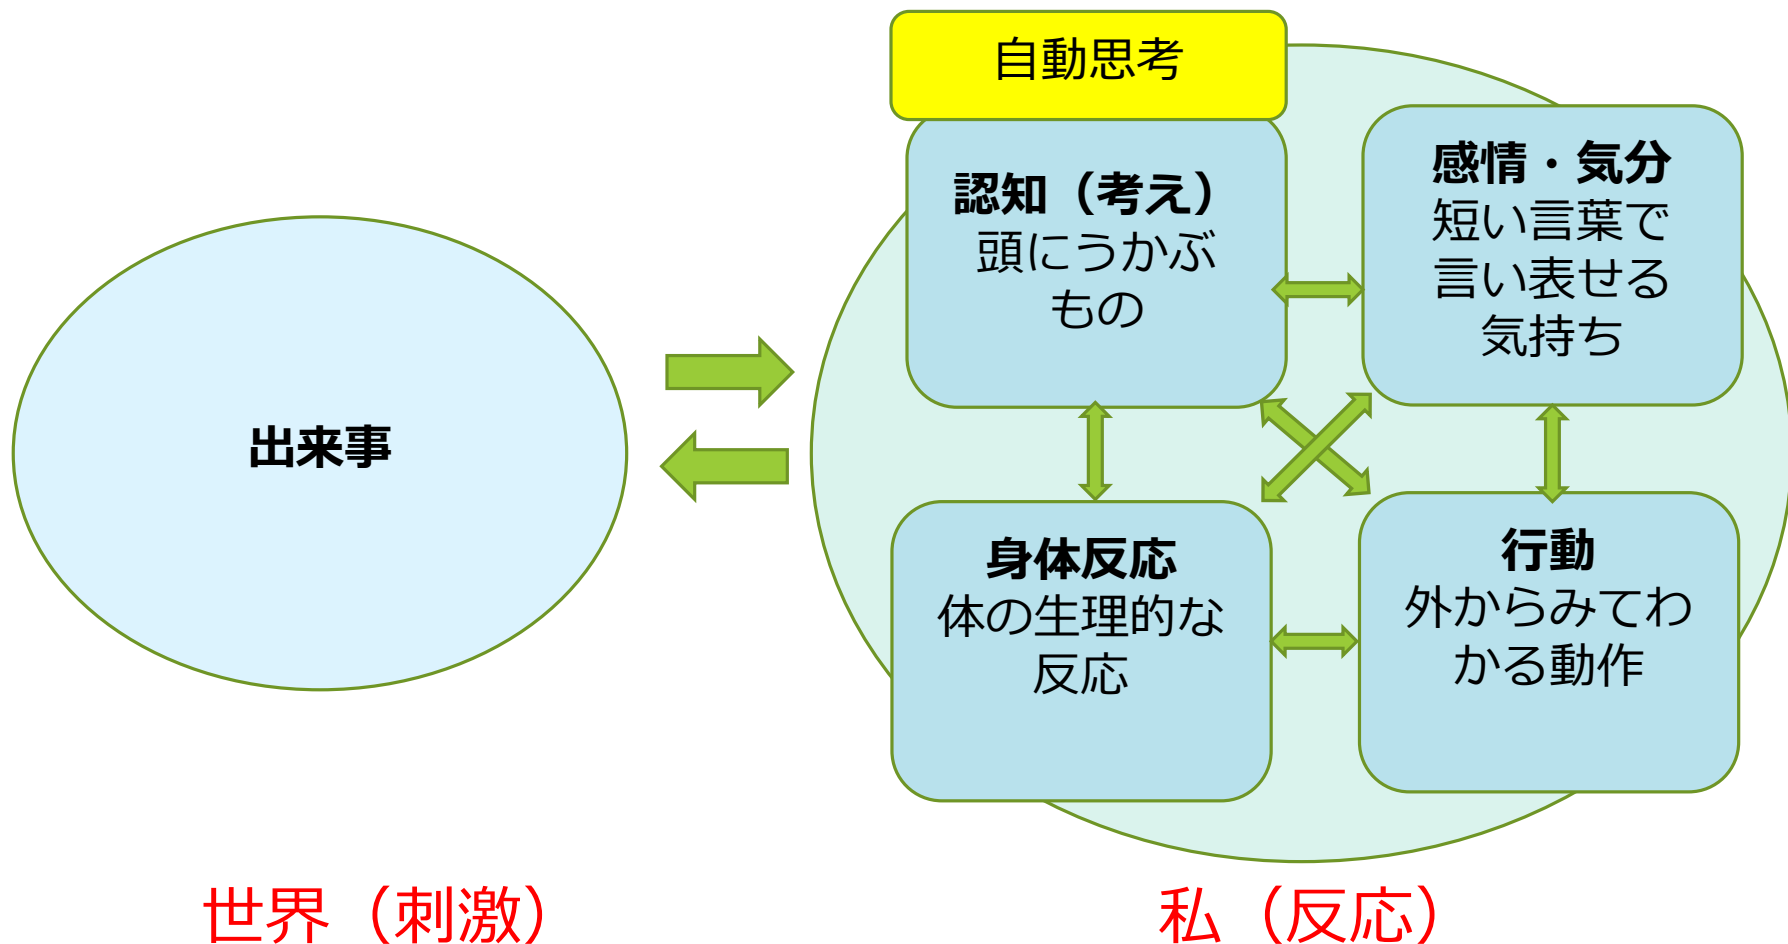 自動思考
認知（考え）
頭にうかぶ
もの
感情・気分
短い言葉で
言い表せる
気持ち
出来事
身体反応
体の生理的な
反応
行動
外からみてわ
かる動作
世界（刺激）
私（反応）